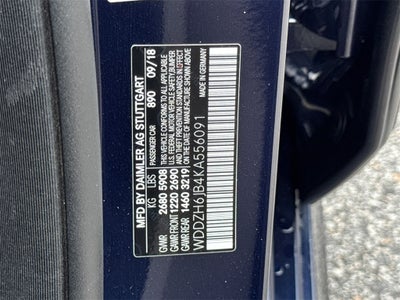 MFD BY DAIMLER AG STUTTGART
PASSENGER CAR 890 09/18
KG LBS
2680 5908
GAWR FRONT 1220 2690
GAWR REAR 1460 3219
THIS VEHICLE CONFORMS TO ALL APPLICABLE
U.S. FEDERAL MOTOR VEHICLE SAFETY/BUMPER
AND THEFT PREVENTION STANDARDS IN EFFECT
ON THE DATE OF MANUFACTURE SHOWN ABOVE.
MADE IN GERMANY
WDDZH6JB4KA556091